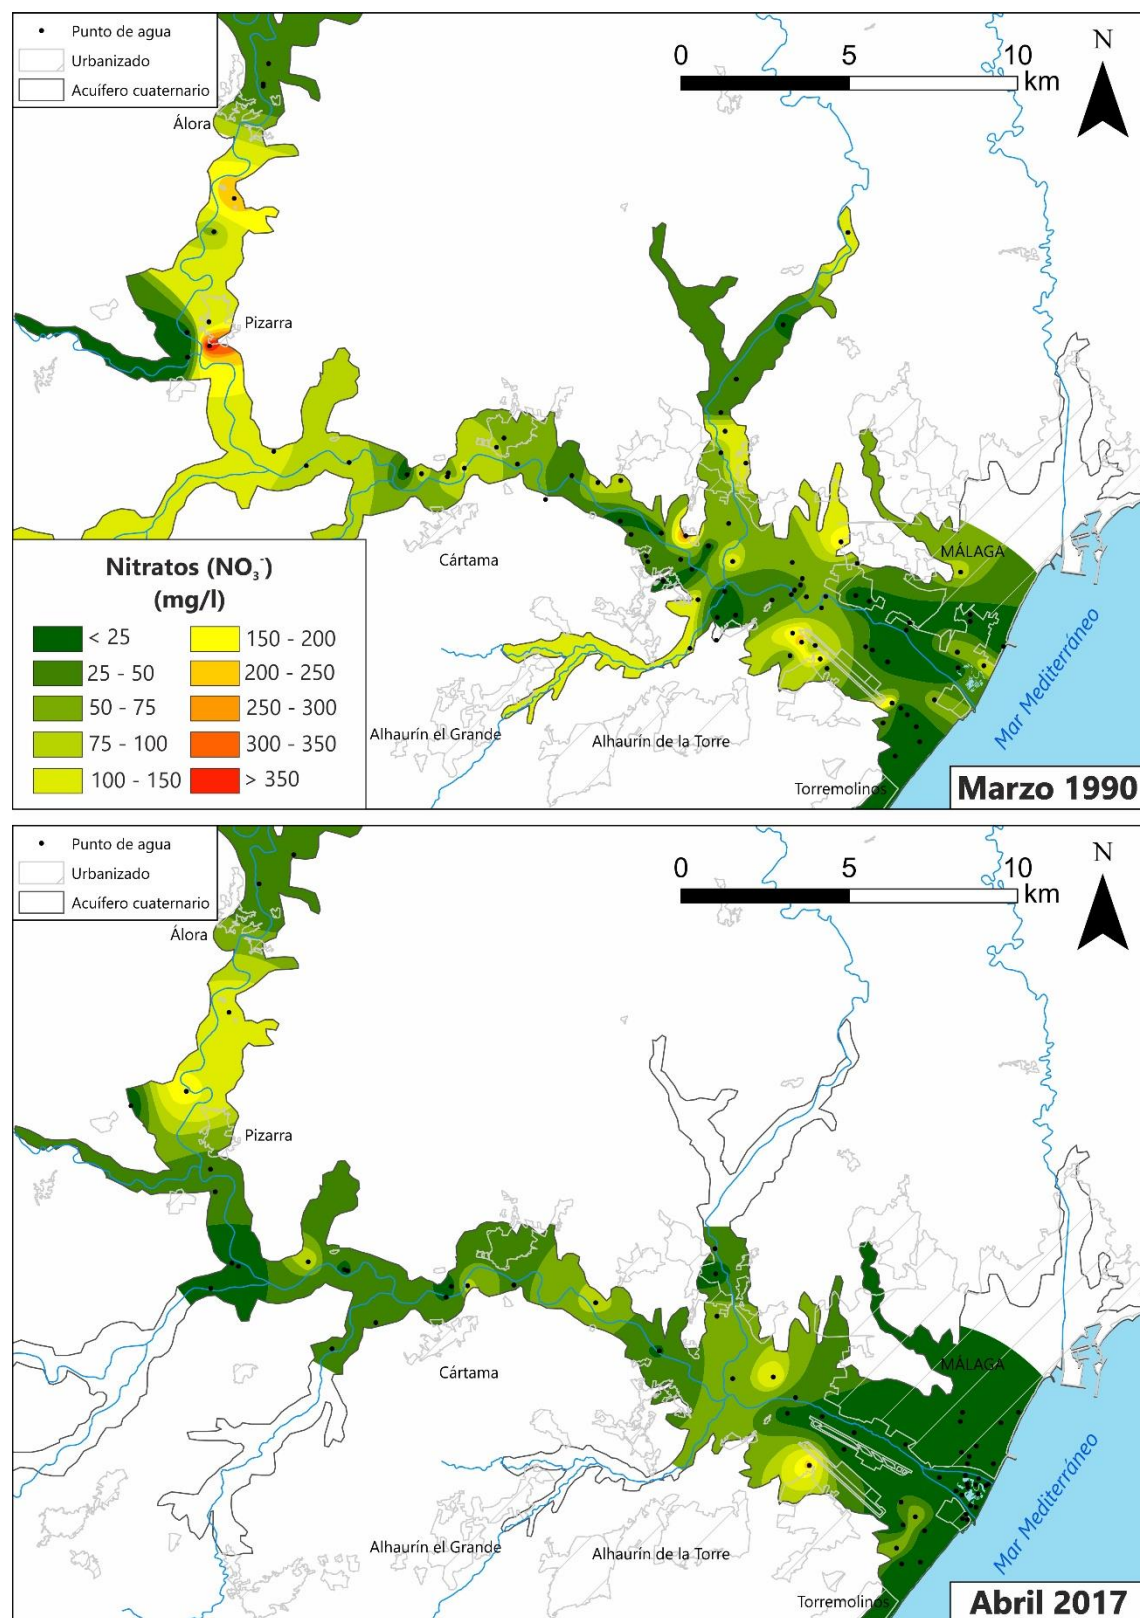 Punto de agua
Urbanizado
Acuífero cuaternario
0 5 10
km
N
Álora
Pizarra
Cártama
MÁLAGA
Mar Mediterráneo
Alhaurín el Grande
Alhaurín de la Torre
Torremolinos
Nitratos (NO₃⁻)
(mg/l)
< 25 150 - 200
25 - 50 200 - 250
50 - 75 250 - 300
75 - 100 300 - 350
100 - 150 > 350
Marzo 1990
Punto de agua
Urbanizado
Acuífero cuaternario
0 5 10
km
N
Álora
Pizarra
Cártama
MÁLAGA
Mar Mediterráneo
Alhaurín el Grande
Alhaurín de la Torre
Torremolinos
Abril 2017